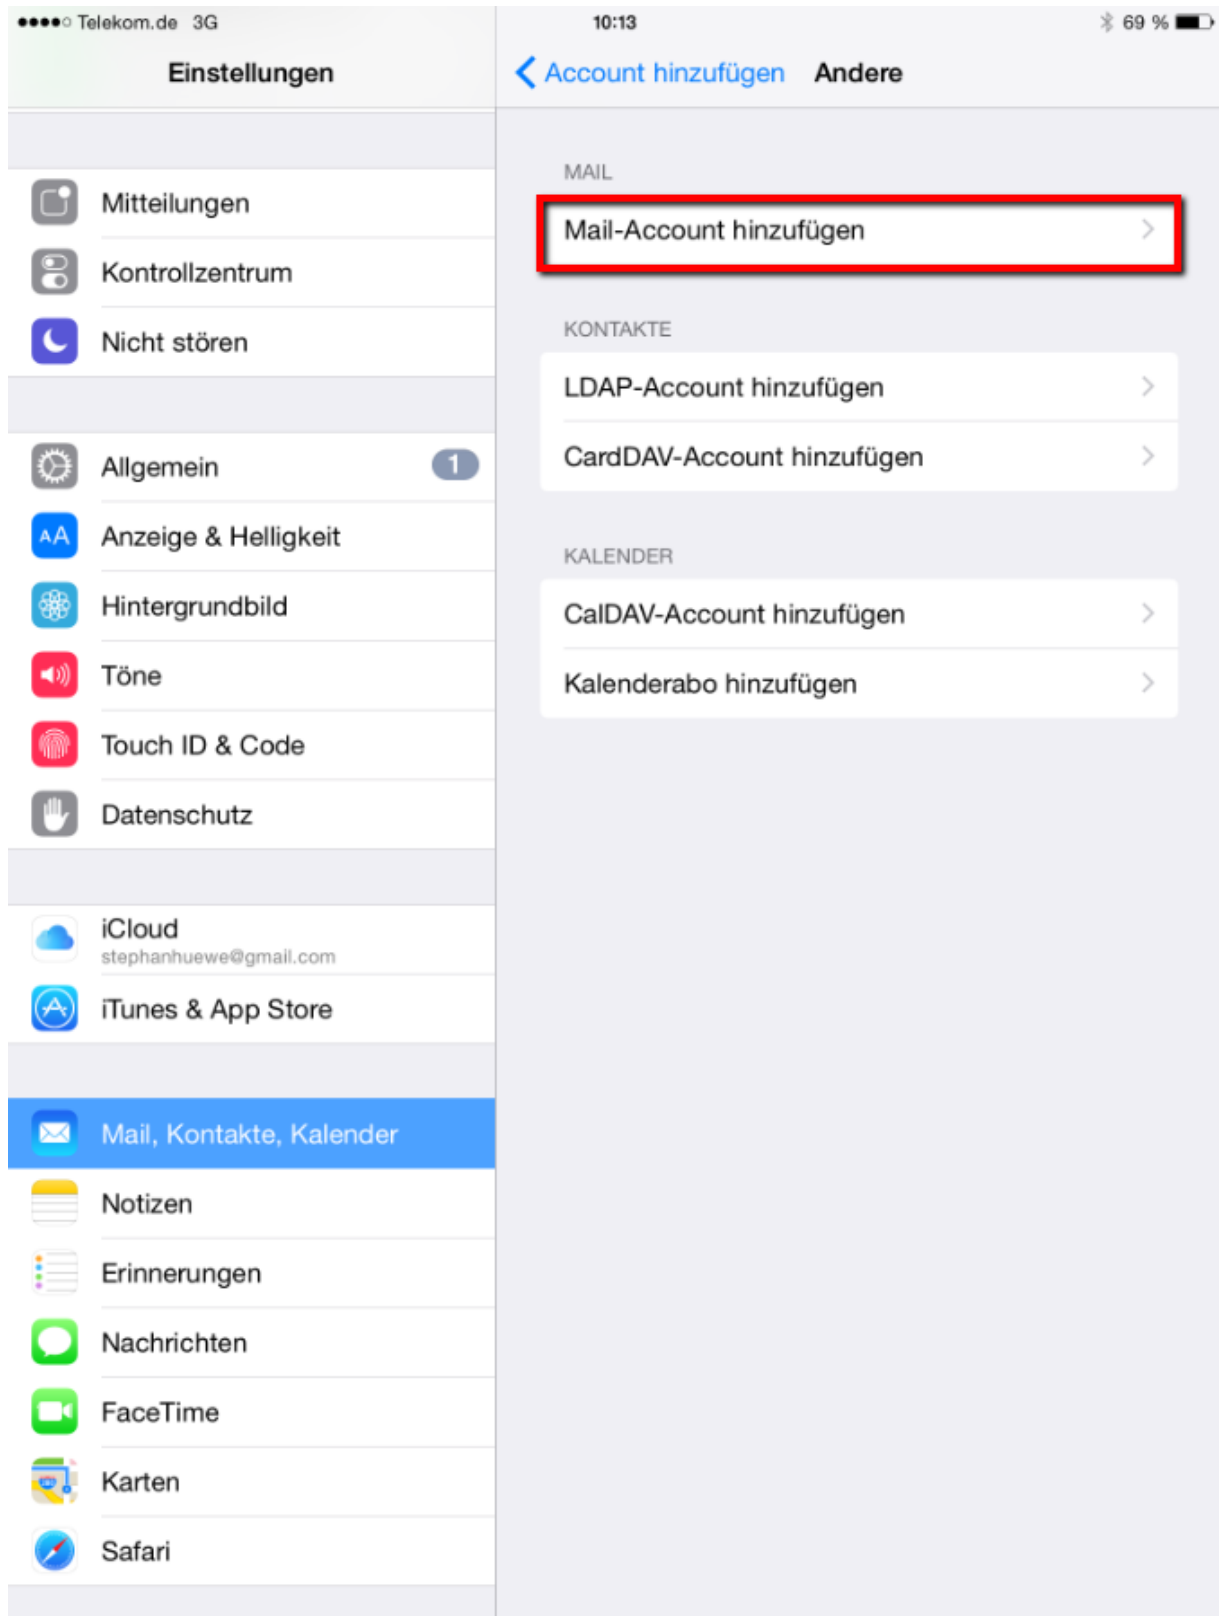 Telekom.de 3G
10:13
69 %
Einstellungen
Account hinzufügen Andere
Mitteilungen
Kontrollzentrum
Nicht stören
Allgemein 1
AA Anzeige & Helligkeit
Hintergrundbild
Töne
Touch ID & Code
Datenschutz
iCloud
stephanhuewe@gmail.com
iTunes & App Store
Mail, Kontakte, Kalender
Notizen
Erinnerungen
Nachrichten
FaceTime
Karten
Safari
MAIL
Mail-Account hinzufügen
KONTAKTE
LDAP-Account hinzufügen
CardDAV-Account hinzufügen
KALENDER
CalDAV-Account hinzufügen
Kalenderabo hinzufügen